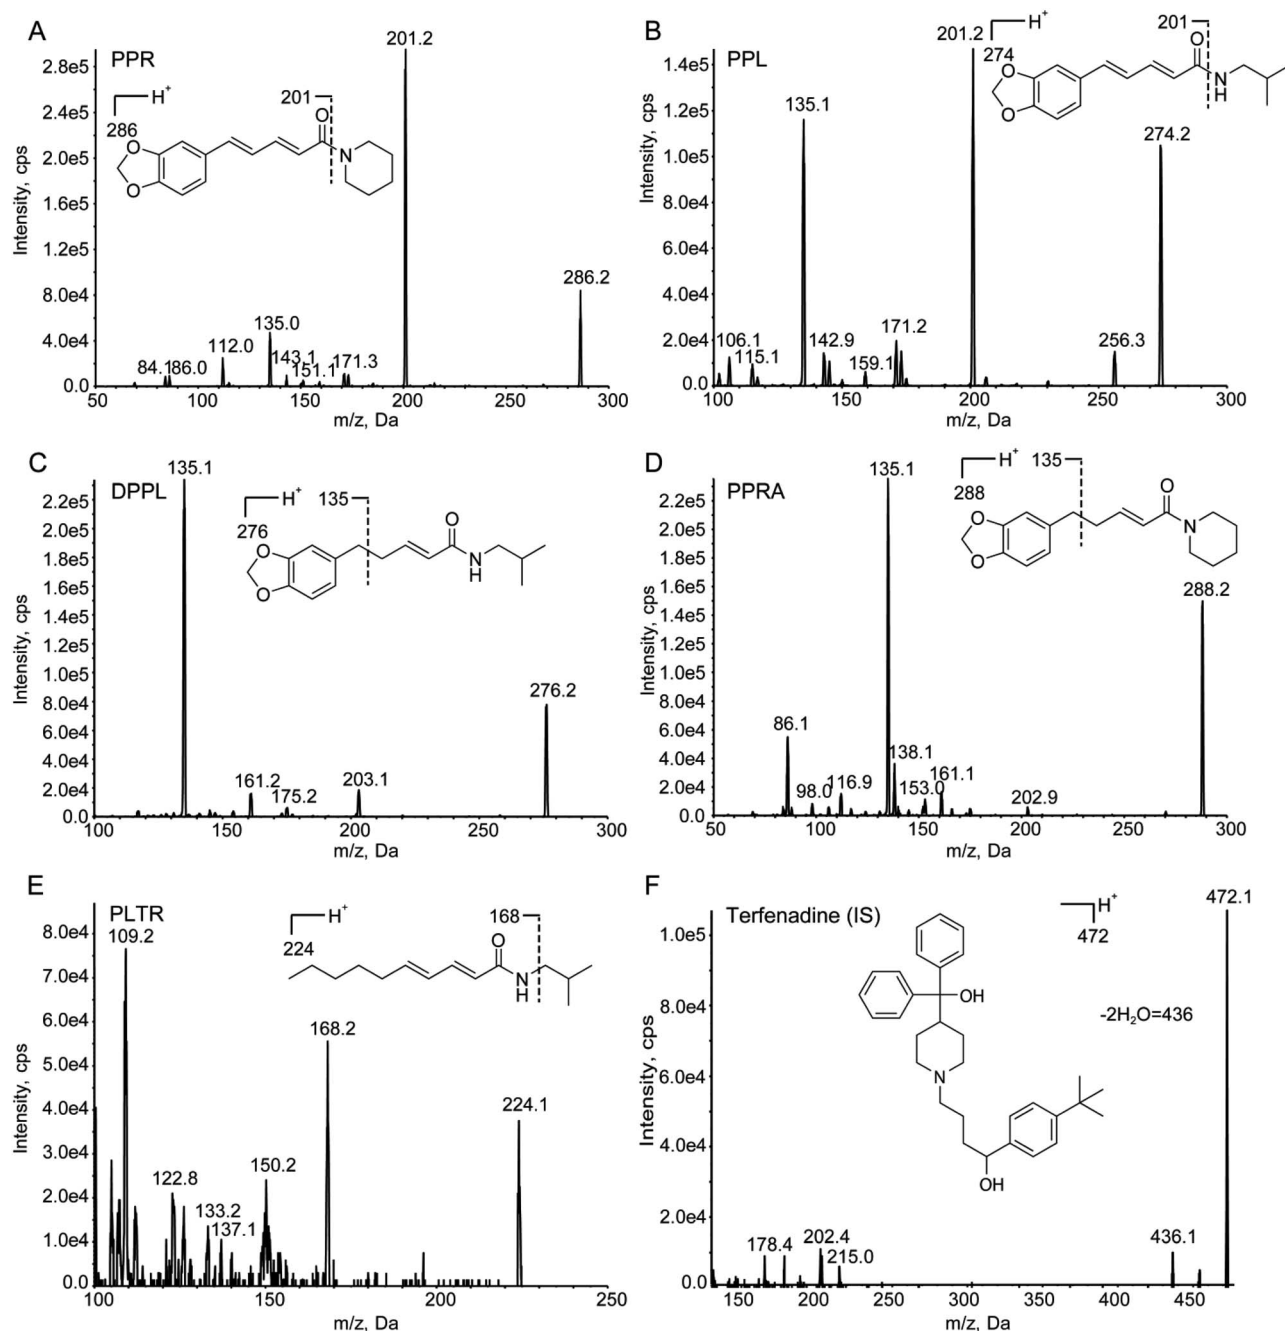 A
PPR
201.2
2.8e5
2.4e5
2.0e5
1.6e5
1.2e5
8.0e4
4.0e4
0.0
Intensity, cps
H+
286
201
O
O
O
N
286.2
135.0
112.0
143.1
84.1
86.0
151.1
171.3
50
100
150
200
250
300
m/z, Da
B
PPL
201.2
H+
274
201
O
O
O
N
H
1.4e5
1.2e5
1.0e5
8.0e4
6.0e4
4.0e4
2.0e4
0.0
Intensity, cps
135.1
274.2
106.1
115.1
142.9
159.1
171.2
256.3
100
150
200
250
300
m/z, Da
C
DPPL
135.1
2.2e5
2.0e5
1.8e5
1.6e5
1.4e5
1.2e5
1.0e5
8.0e4
6.0e4
4.0e4
2.0e4
0.0
Intensity, cps
H+
135
276
O
O
O
N
H
276.2
161.2
175.2
203.1
100
150
200
250
300
m/z, Da
D
PPRA
135.1
H+
135
288
O
O
O
N
2.2e5
2.0e5
1.8e5
1.6e5
1.4e5
1.2e5
1.0e5
8.0e4
6.0e4
4.0e4
2.0e4
0.0
Intensity, cps
288.2
86.1
138.1
98.0
116.9
153.0
161.1
202.9
50
100
150
200
250
300
m/z, Da
E
PLTR
109.2
H+
168
224
O
N
H
8.0e4
7.0e4
6.0e4
5.0e4
4.0e4
3.0e4
2.0e4
1.0e4
0.0
Intensity, cps
168.2
224.1
122.8
150.2
133.2
137.1
100
150
200
250
m/z, Da
F
Terfenadine (IS)
H+
472
472.1
1.0e5
8.0e4
6.0e4
4.0e4
2.0e4
0.0
Intensity, cps
OH
N
OH
-2H₂O=436
178.4
202.4
215.0
436.1
150
200
250
300
350
400
450
m/z, Da